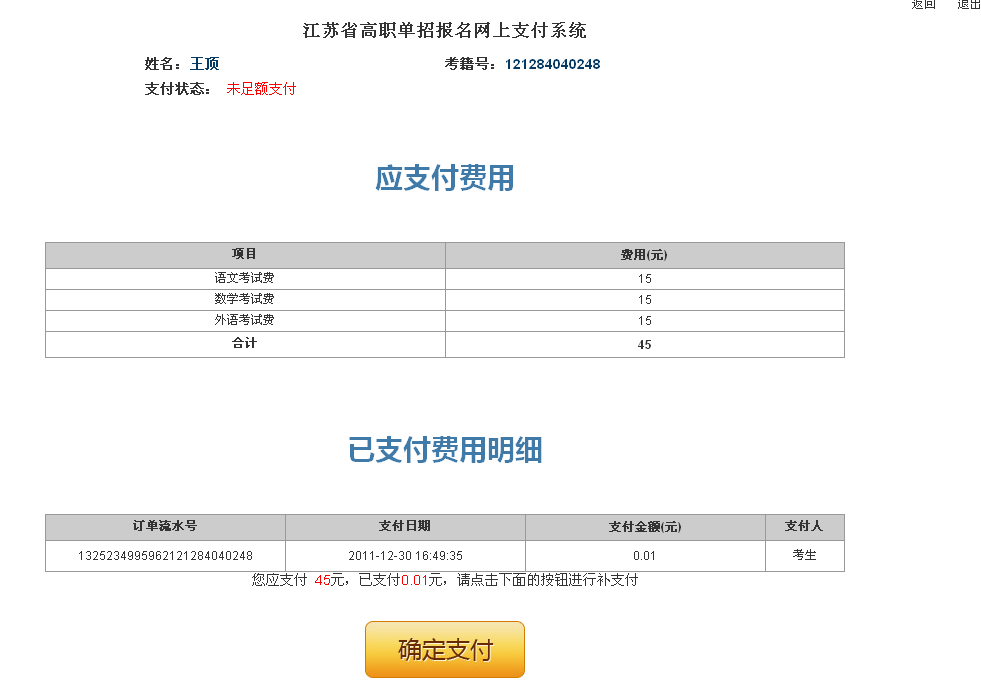 返回 退出
江苏省高职单招报名网上支付系统
姓名：王顶 考籍号：121284040248
支付状态： 未足额支付
应支付费用
项目 费用(元)
语文考试费 15
数学考试费 15
外语考试费 15
合计 45
已支付费用明细
订单流水号 支付日期 支付金额(元) 支付人
1325234995962121284040248 2011-12-30 16:49:35 0.01 考生
您应支付 45元，已支付0.01元，请点击下面的按钮进行补支付
确定支付